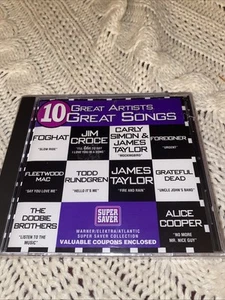 10 GREAT ARTISTS
GREAT SONGS
FOGHAT
"SLOW RIDE"
JIM
CROCE
"I'LL HAVE TO SAY
I LOVE YOU IN A SONG"
CARLY
SIMON &
JAMES
TAYLOR
"MOCKINGBIRD"
FOREIGNER
"URGENT"
FLEETWOOD
MAC
"SAY YOU LOVE ME"
TODD
RUNDGREN
"HELLO IT'S ME"
JAMES
TAYLOR
"FIRE AND RAIN"
GRATEFUL
DEAD
"UNCLE JOHN'S BAND"
THE
DOOBIE
BROTHERS
"LISTEN TO THE
MUSIC"
SUPER
SAVER
WARNER/ELEKTRA/ATLANTIC
SUPER SAVER COLLECTION
VALUABLE COUPONS ENCLOSED
ALICE
COOPER
"NO MORE
MR. NICE GUY"